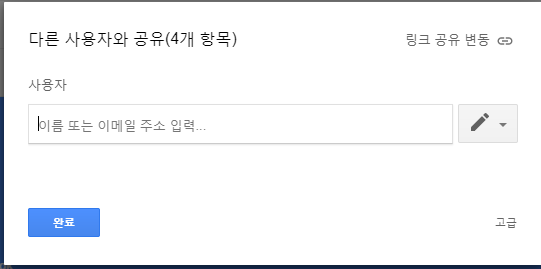 다른 사용자와 공유(4개 항목)
링크 공유 변동
사용자
이름 또는 이메일 주소 입력...
완료
고급